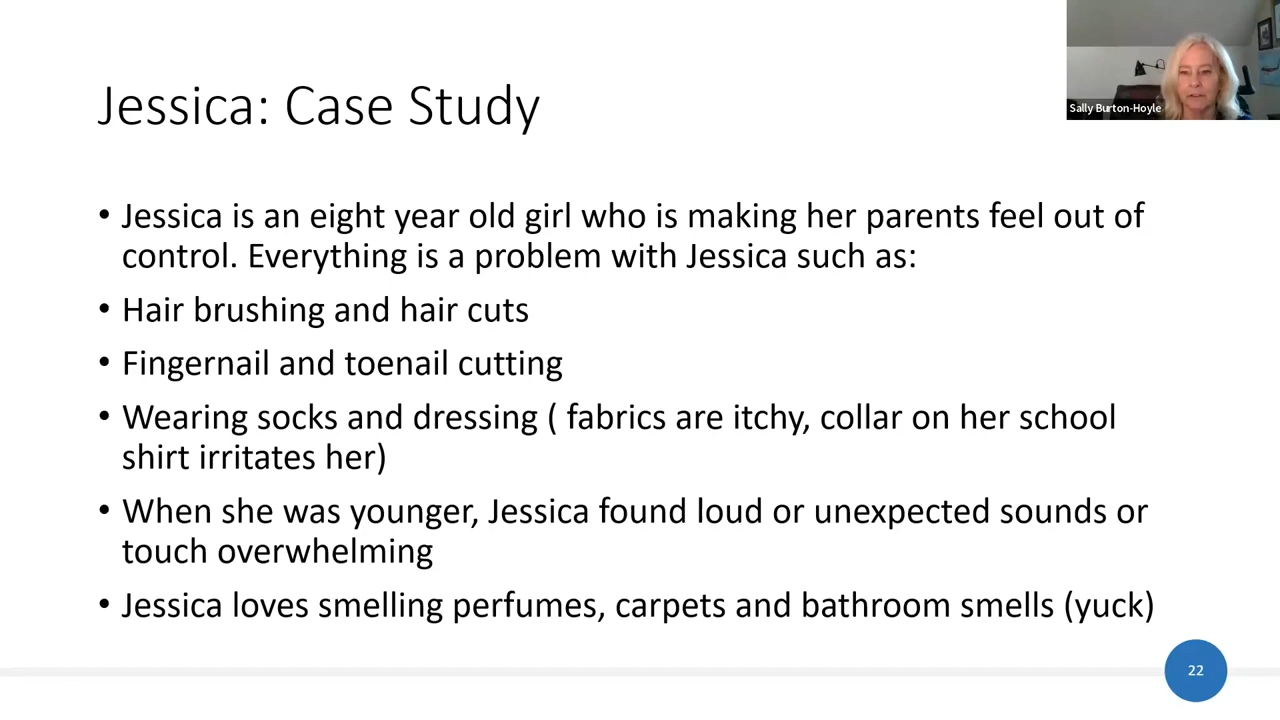 Sally Burton-Hoyle
Jessica: Case Study
• Jessica is an eight year old girl who is making her parents feel out of
control. Everything is a problem with Jessica such as:
• Hair brushing and hair cuts
• Fingernail and toenail cutting
• Wearing socks and dressing ( fabrics are itchy, collar on her school
shirt irritates her)
• When she was younger, Jessica found loud or unexpected sounds or
touch overwhelming
• Jessica loves smelling perfumes, carpets and bathroom smells (yuck)
22